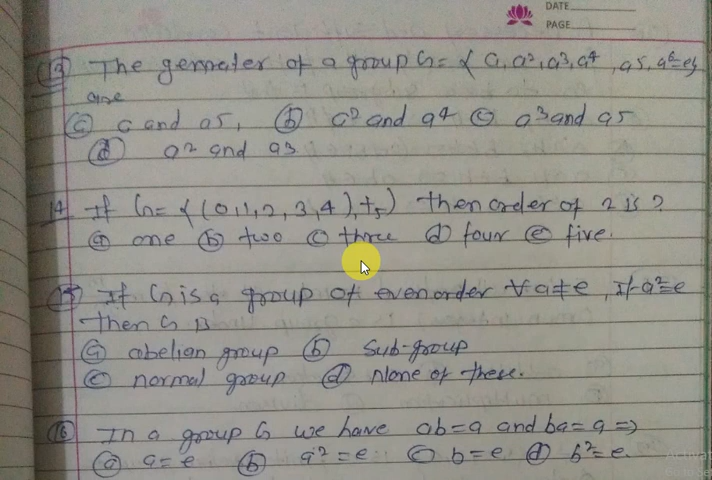 DATE
PAGE
13 The gernater of a group G = { a, a², a³, a⁴, a5, a⁶=e}
are
(a) a and a5, (b) a² and a4 (c) a³ and a5
(d) a² and a3
14 If G = {(0,1,2,3,4), +₅) then order of 2 is?
(a) one (b) two (c) three (d) four (e) five.
(15) If G is a group of even order ∀ a≠e, if a²=e
then G is
(a) abelian group (b) Sub-group
(c) normal group (d) None of these.
(16) In a group G we have ab=a and ba=a =>
(a) a=e (b) a²=e (c) b=e (d) b²=e.